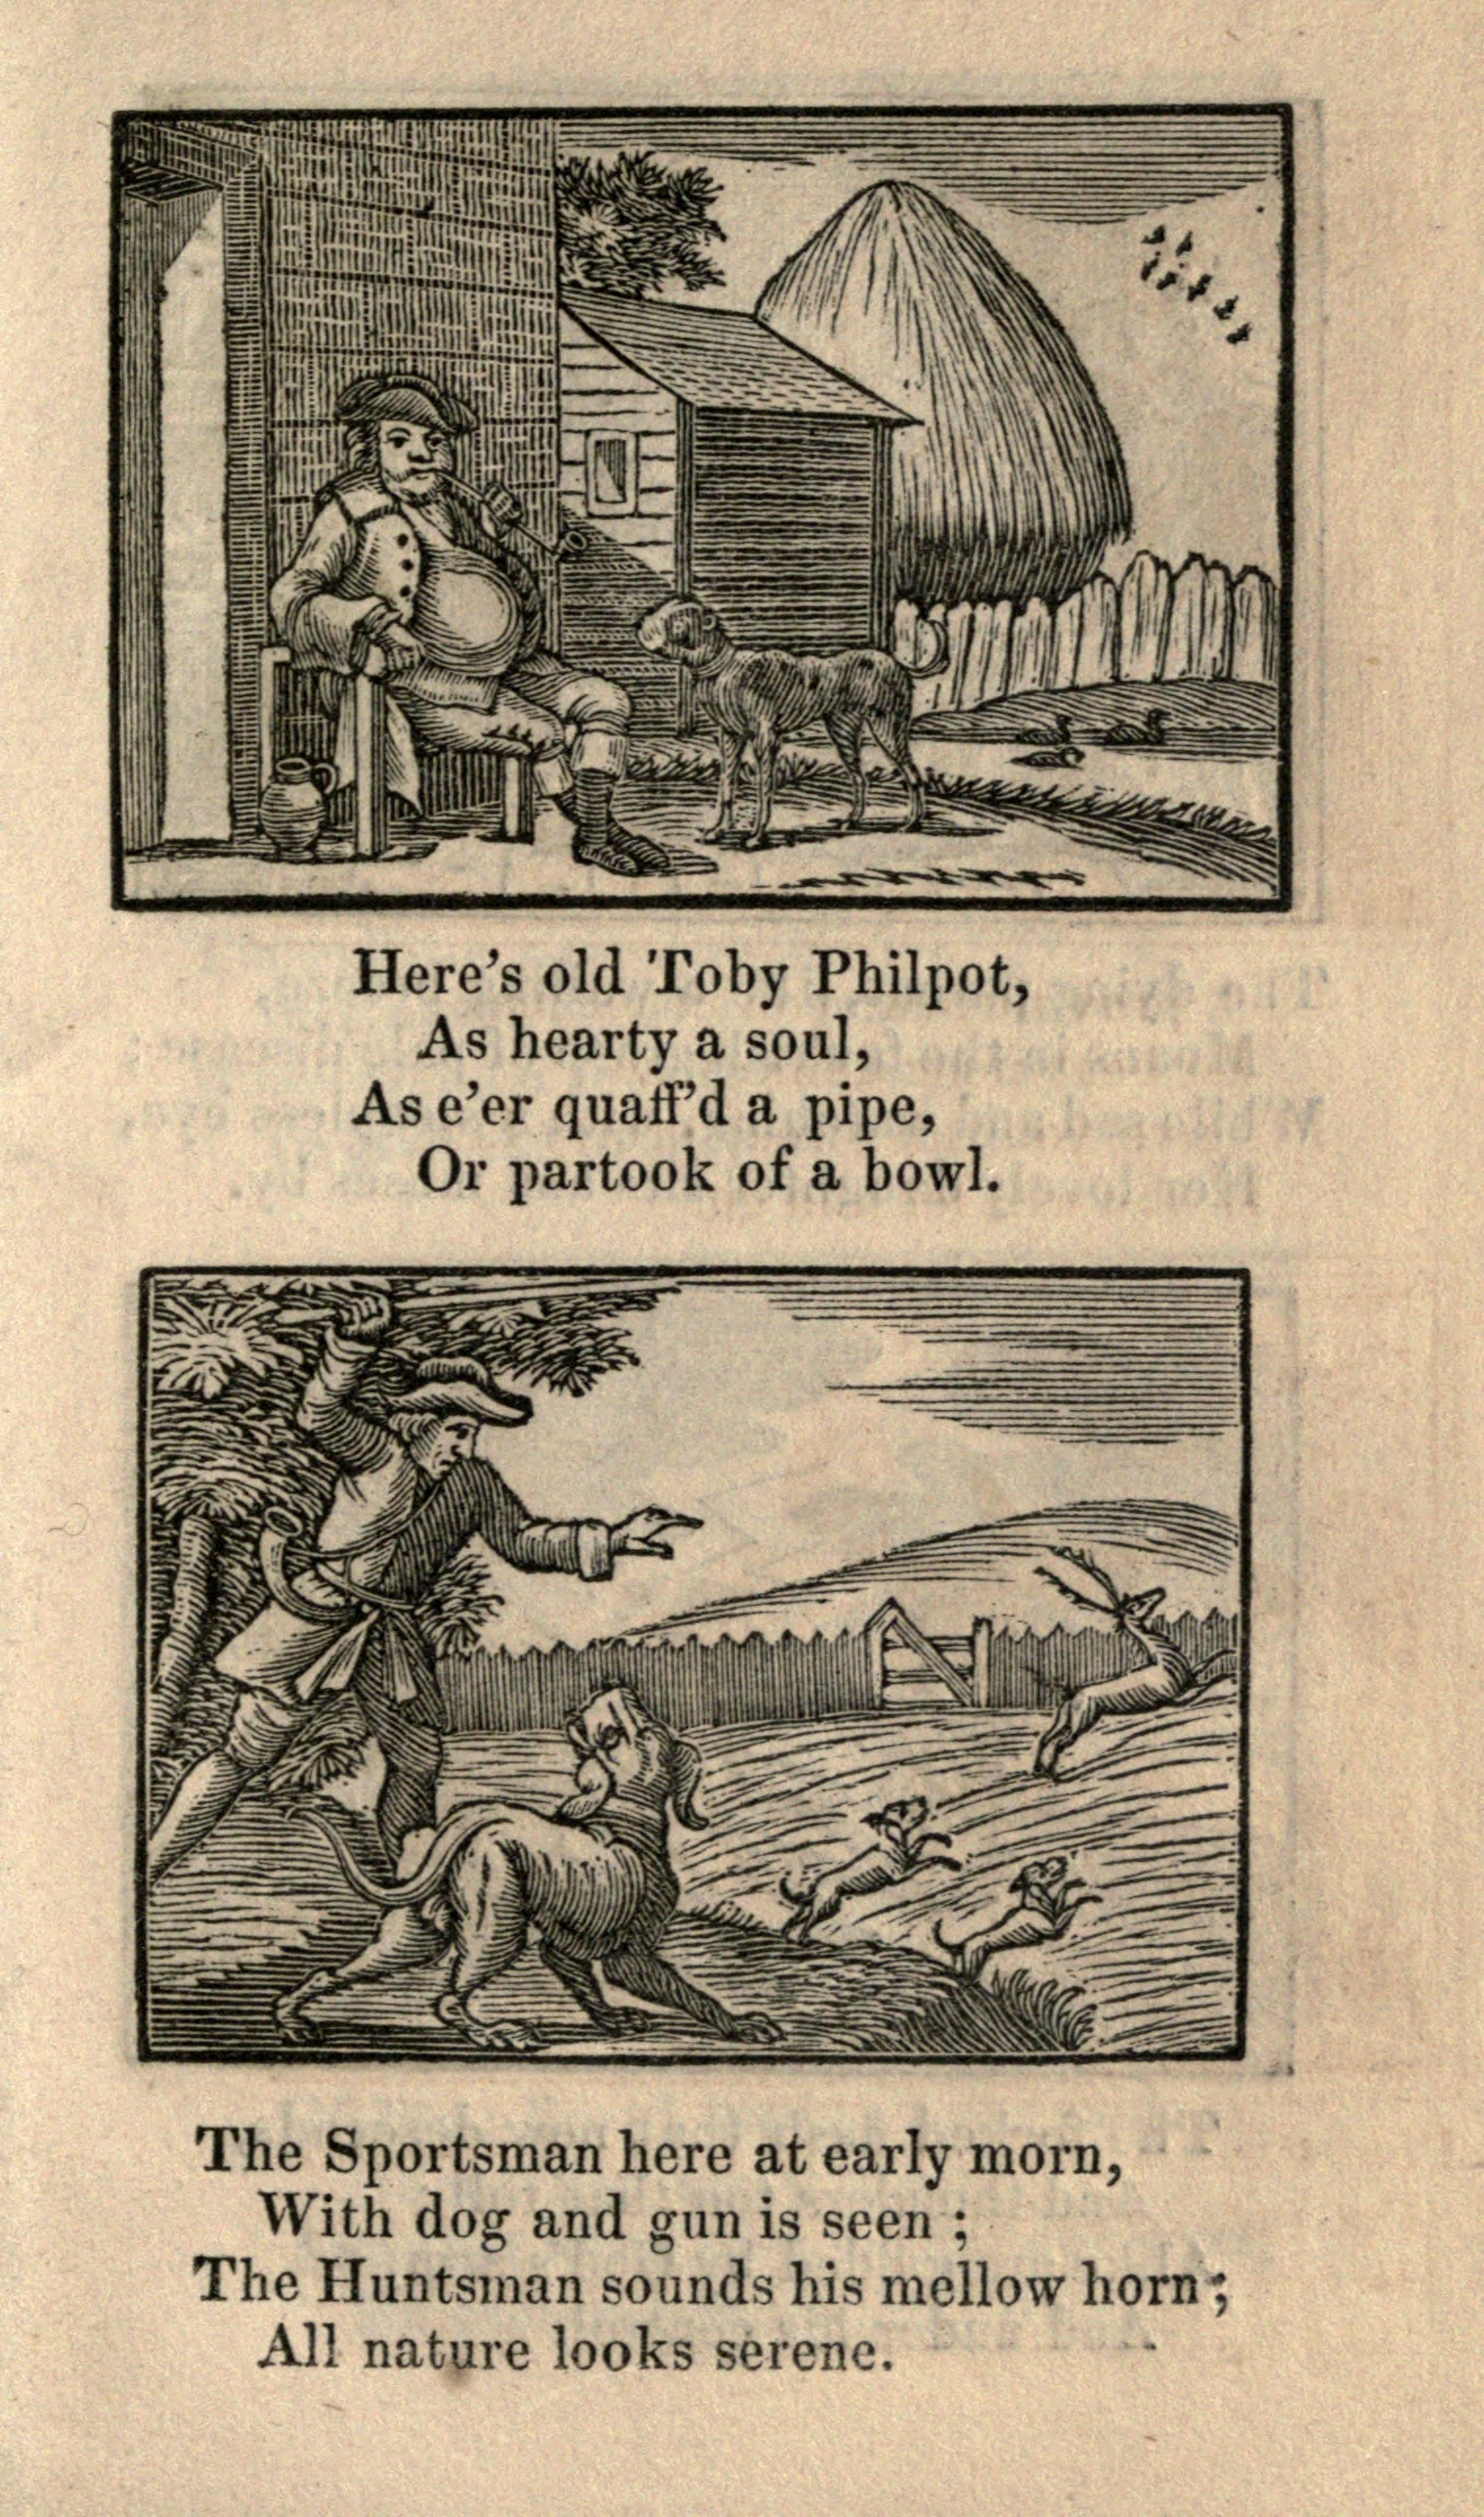 Here's old Toby Philpot,
As hearty a soul,
As e'er quaff'd a pipe,
Or partook of a bowl.
The Sportsman here at early morn,
With dog and gun is seen ;
The Huntsman sounds his mellow horn ;
All nature looks serene.